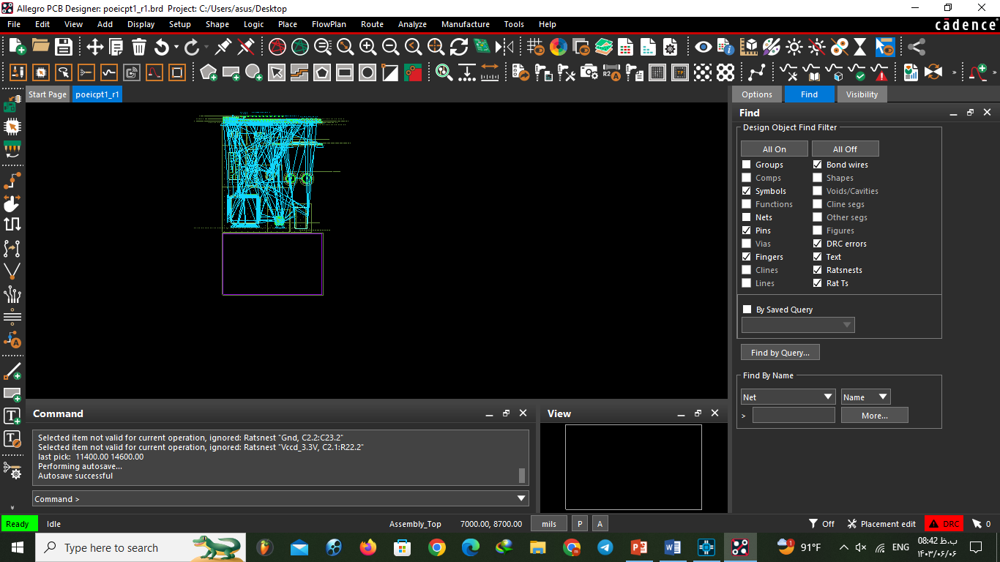 Allegro PCB Designer: poeicpt1_r1.brd  Project: C:/Users/asus/Desktop
File Edit View Add Display Setup Shape Logic Place FlowPlan Route Analyze Manufacture Tools Help
cādence®
Start Page poeicpt1_r1
Options Find Visibility
Find
Design Object Find Filter
All On All Off
Groups Bond wires
Comps Shapes
Symbols Voids/Cavities
Functions Cline segs
Nets Other segs
Pins Figures
Vias DRC errors
Fingers Text
Clines Ratsnests
Lines Rat Ts
By Saved Query
Find by Query...
Find By Name
Net Name
> More...
Command
Selected item not valid for current operation, ignored: Ratsnest "Gnd, C2.2:C23.2"
Selected item not valid for current operation, ignored: Ratsnest "Vccd_3.3V, C2.1:R22.2"
last pick:  11400.00 14600.00
Performing autosave...
Autosave successful
Command >
View
Ready Idle Assembly_Top 7000.00, 8700.00 mils P A Off Placement edit DRC 0
Type here to search
1 91°F ENG
08:42 ب.ظ
۱۴۰۳/۰۶/۰۶